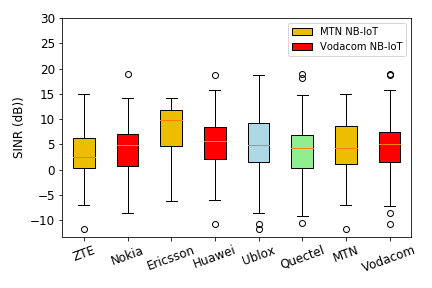 30
25
20
15
10
5
0
−5
−10
SINR (dB))
MTN NB-IoT
Vodacom NB-IoT
ZTE
Nokia
Ericsson
Huawei
Ublox
Quectel
MTN
Vodacom